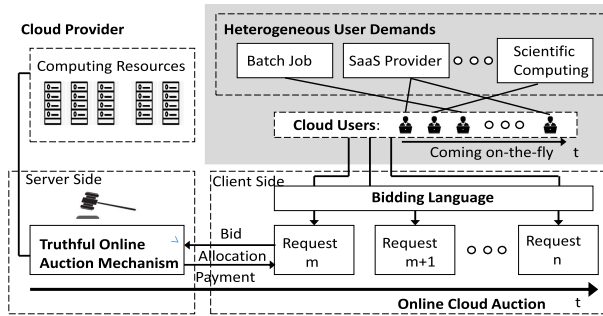 Cloud Provider
Heterogeneous User Demands
Computing Resources
Batch Job
SaaS Provider
Scientific
Computing
Cloud Users:
Coming on-the-fly
t
Server Side
Client Side
Bidding Language
Truthful Online
Auction Mechanism
Bid
Allocation
Payment
Request
m
Request
m+1
Request
n
Online Cloud Auction
t